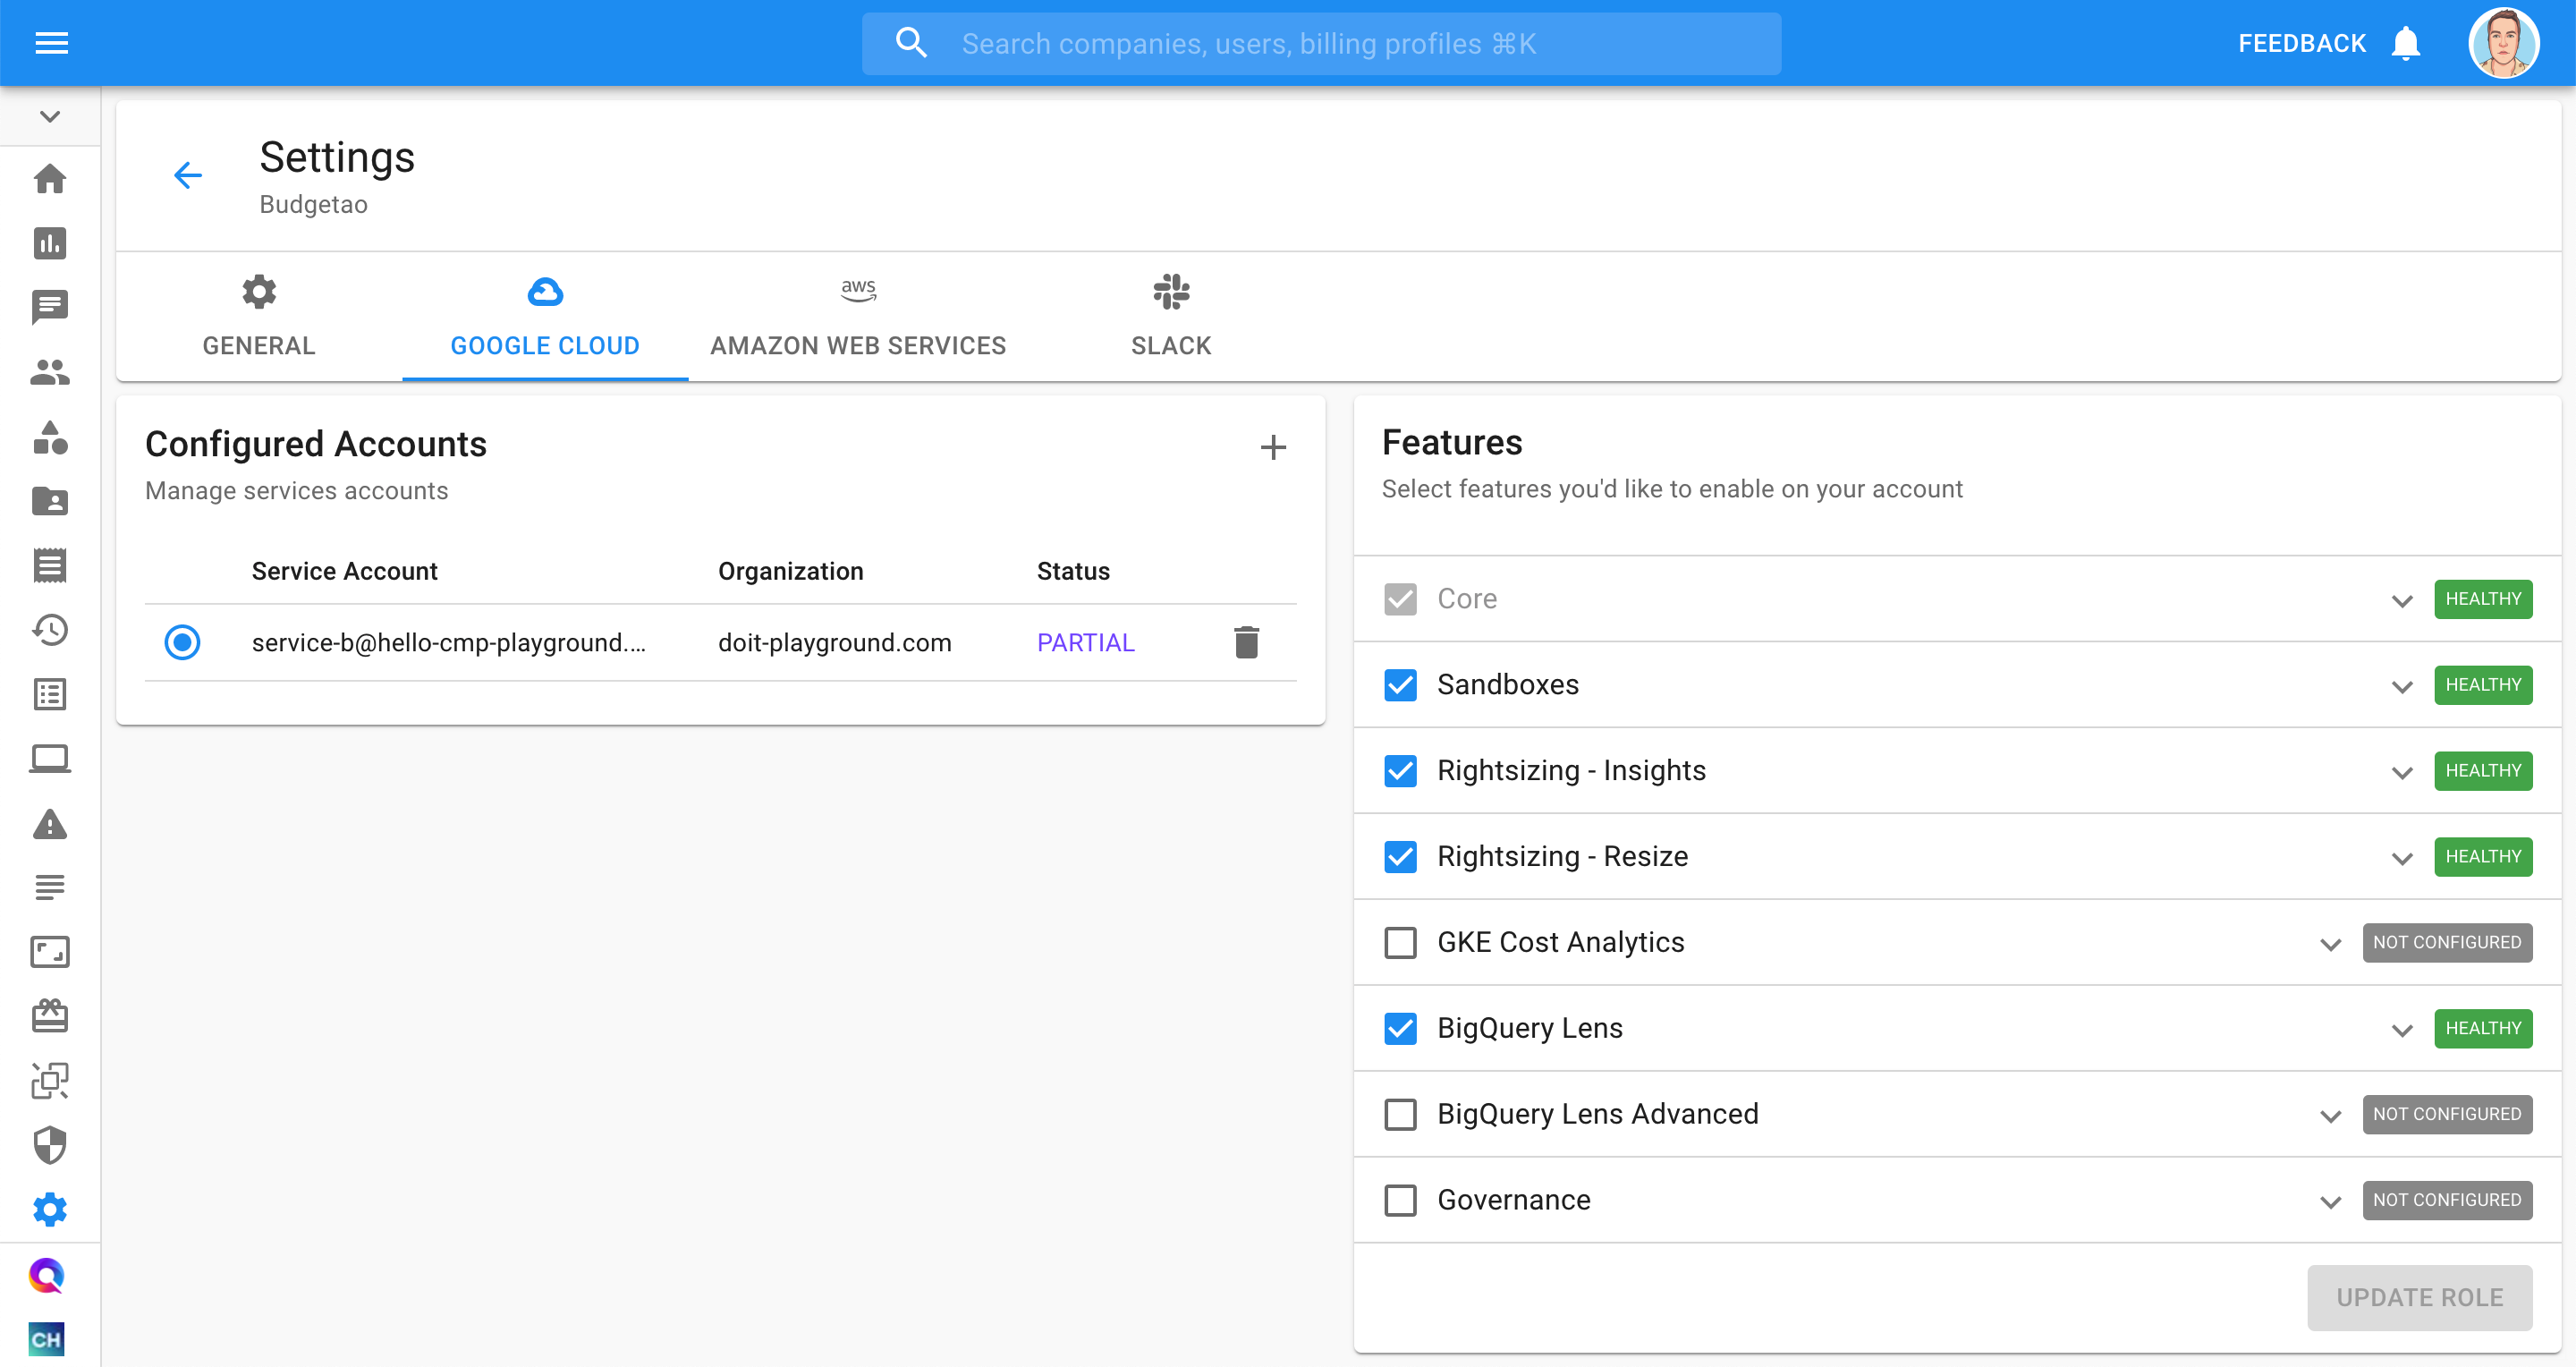 Search companies, users, billing profiles ⌘K
FEEDBACK
Settings
Budgetao
GENERAL
GOOGLE CLOUD
aws
AMAZON WEB SERVICES
SLACK
Configured Accounts
Manage services accounts
Service Account Organization Status
service-b@hello-cmp-playground.... doit-playground.com PARTIAL
Features
Select features you'd like to enable on your account
Core HEALTHY
Sandboxes HEALTHY
Rightsizing - Insights HEALTHY
Rightsizing - Resize HEALTHY
GKE Cost Analytics NOT CONFIGURED
BigQuery Lens HEALTHY
BigQuery Lens Advanced NOT CONFIGURED
Governance NOT CONFIGURED
UPDATE ROLE
CH